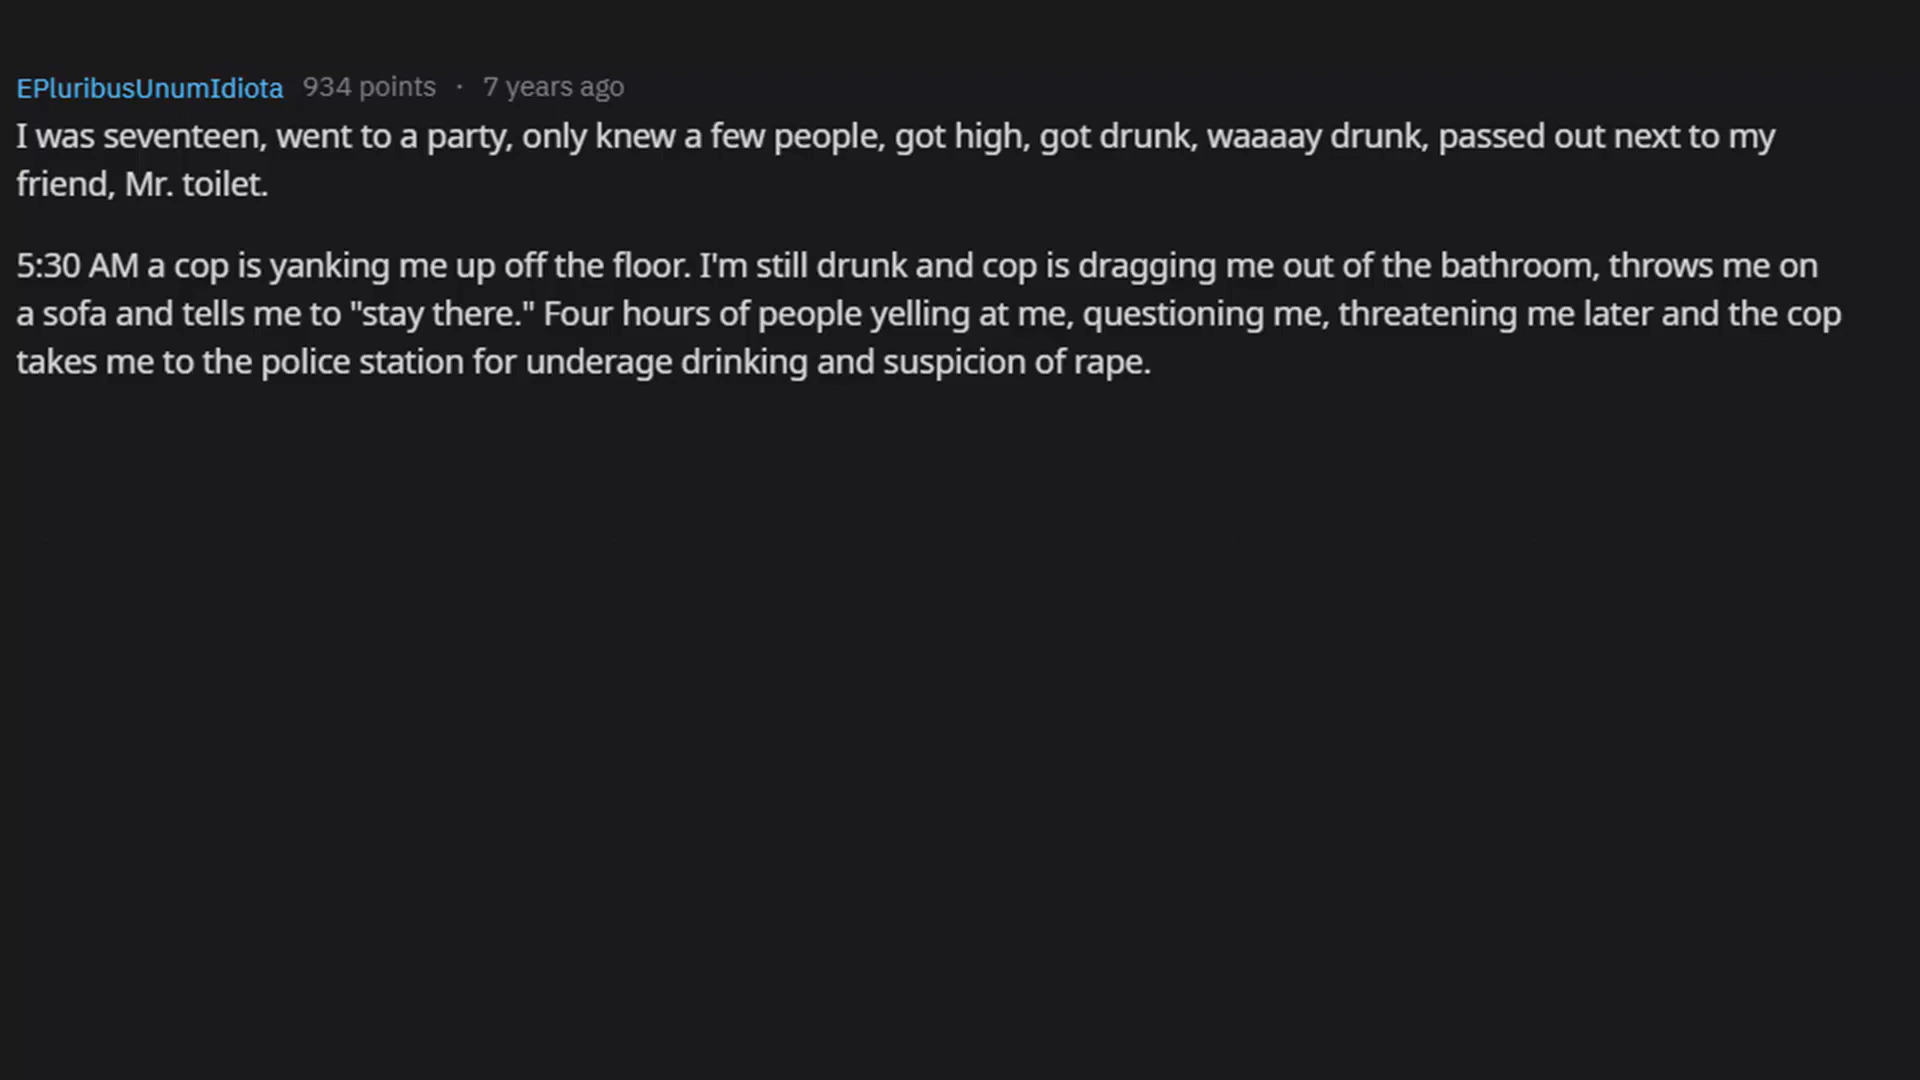 EPluribusUnumIdiota 934 points · 7 years ago
I was seventeen, went to a party, only knew a few people, got high, got drunk, waaaay drunk, passed out next to my
friend, Mr. toilet.
5:30 AM a cop is yanking me up off the floor. I'm still drunk and cop is dragging me out of the bathroom, throws me on
a sofa and tells me to "stay there." Four hours of people yelling at me, questioning me, threatening me later and the cop
takes me to the police station for underage drinking and suspicion of rape.